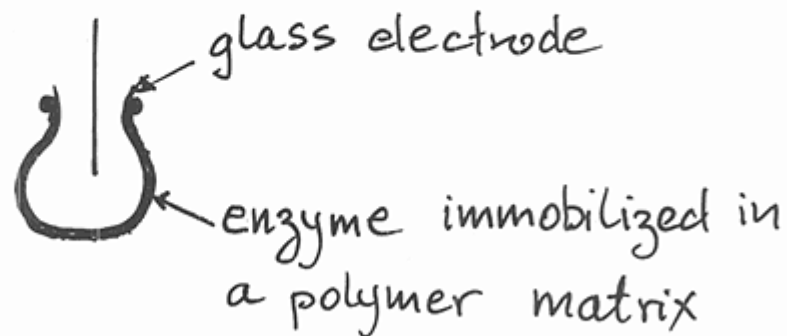 glass electrode
enzyme immobilized in
a polymer matrix